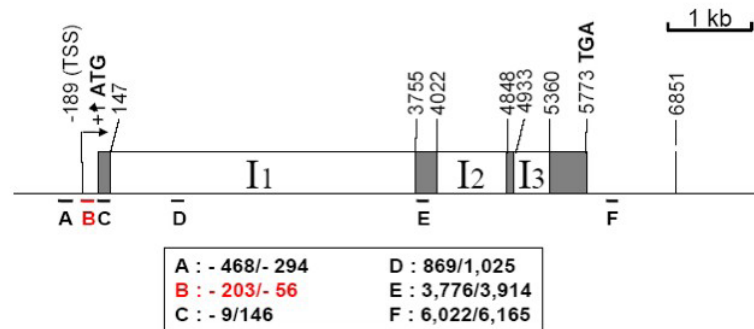 1 kb
-189 (TSS)
+1 ATG
147
3755
4022
4848
4933
5360
5773 TGA
6851
I1
I2
I3
A
B
C
D
E
F
A : - 468/- 294
D : 869/1,025
B : - 203/- 56
E : 3,776/3,914
C : - 9/146
F : 6,022/6,165